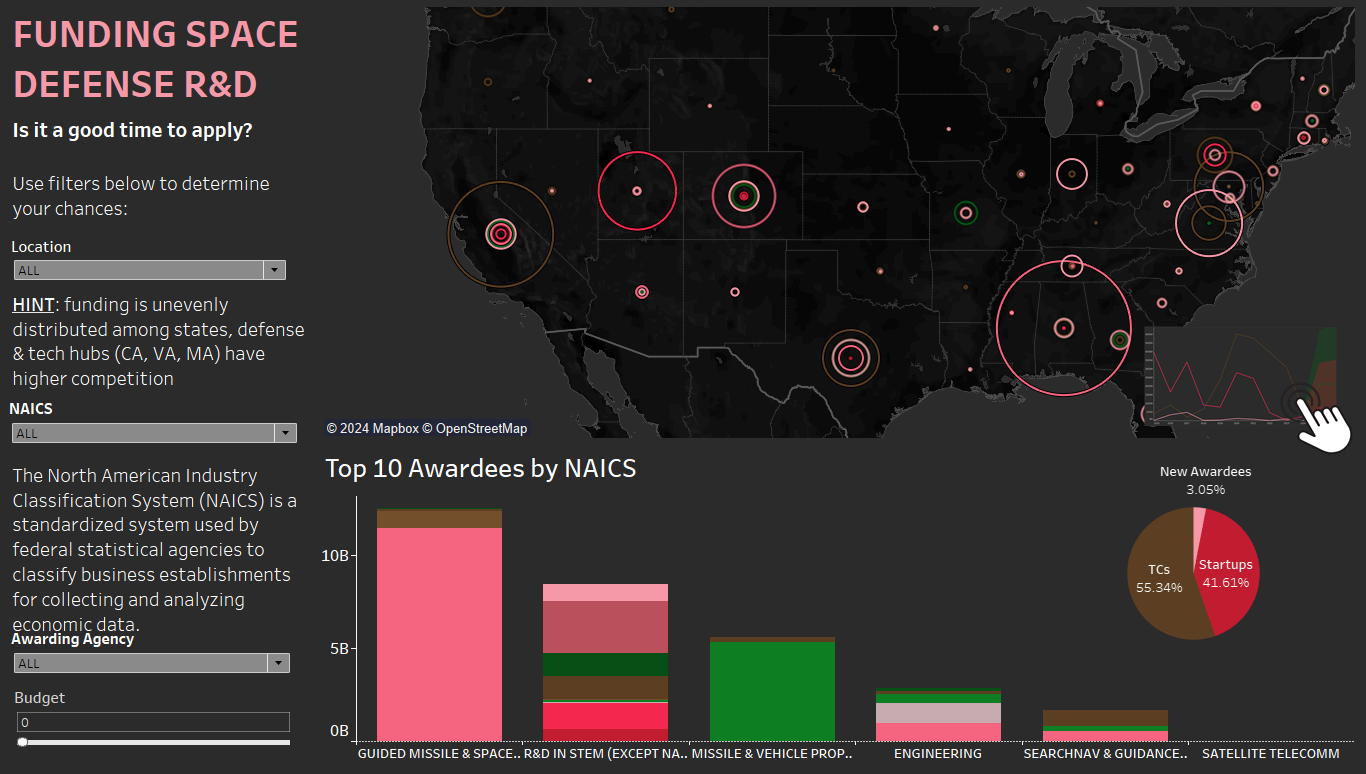 FUNDING SPACE
DEFENSE R&D
Is it a good time to apply?
Use filters below to determine
your chances:
Location
ALL
HINT: funding is unevenly
distributed among states, defense
& tech hubs (CA, VA, MA) have
higher competition
NAICS
ALL
The North American Industry
Classification System (NAICS) is a
standardized system used by
federal statistical agencies to
classify business establishments
for collecting and analyzing
economic data.
Awarding Agency
ALL
Budget
0
© 2024 Mapbox © OpenStreetMap
Top 10 Awardees by NAICS
10B
5B
0B
GUIDED MISSILE & SPACE..
R&D IN STEM (EXCEPT NA..
MISSILE & VEHICLE PROP..
ENGINEERING
SEARCHNAV & GUIDANCE..
SATELLITE TELECOMM
New Awardees
3.05%
TCs
55.34%
Startups
41.61%